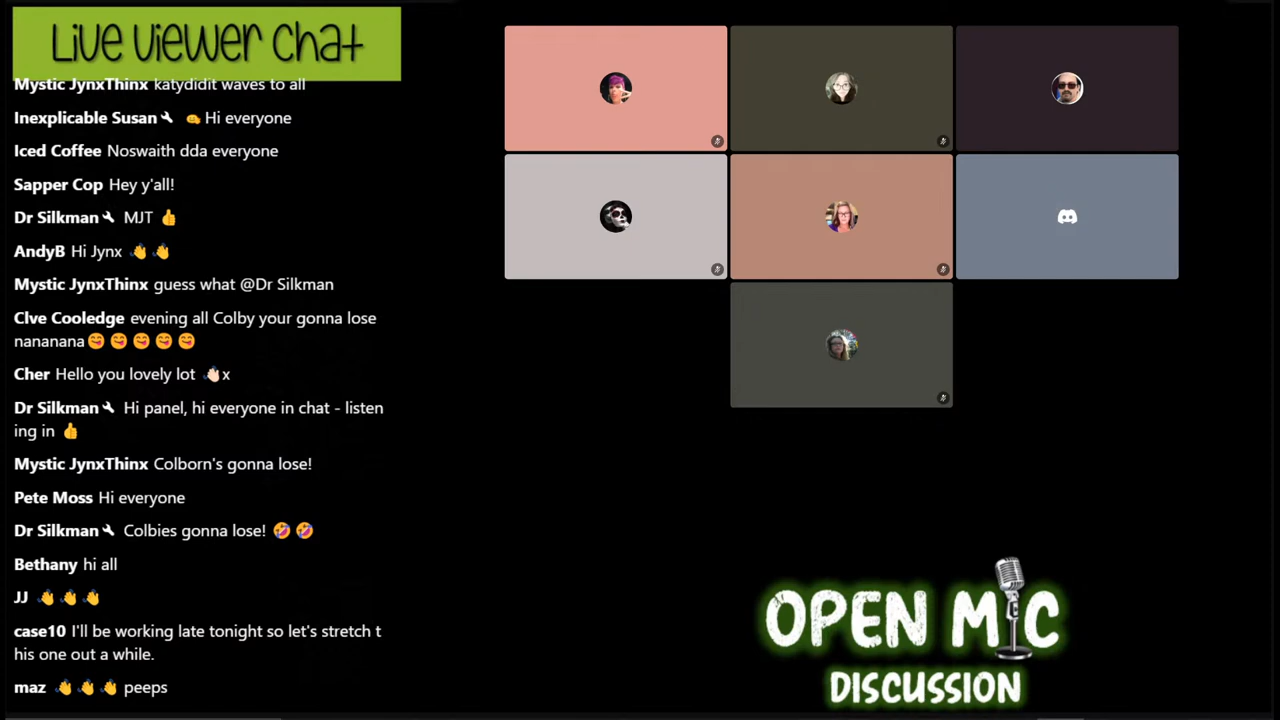 Live Viewer Chat
Mystic JynxThinx katydidit waves to all
Inexplicable Susan Hi everyone
Iced Coffee Noswaith dda everyone
Sapper Cop Hey y'all!
Dr Silkman MJT 👍
AndyB Hi Jynx 👋 👋
Mystic JynxThinx guess what @Dr Silkman
Clve Cooledge evening all Colby your gonna lose
nananana😋 😋 😋 😋 😋
Cher Hello you lovely lot 👋🏻x
Dr Silkman Hi panel, hi everyone in chat - listen
ing in 👍
Mystic JynxThinx Colborn's gonna lose!
Pete Moss Hi everyone
Dr Silkman Colbies gonna lose! 🤣 🤣
Bethany hi all
JJ 👋 👋 👋
case10 I'll be working late tonight so let's stretch t
his one out a while.
maz 👋 👋 👋 peeps
OPEN MIC
DISCUSSION